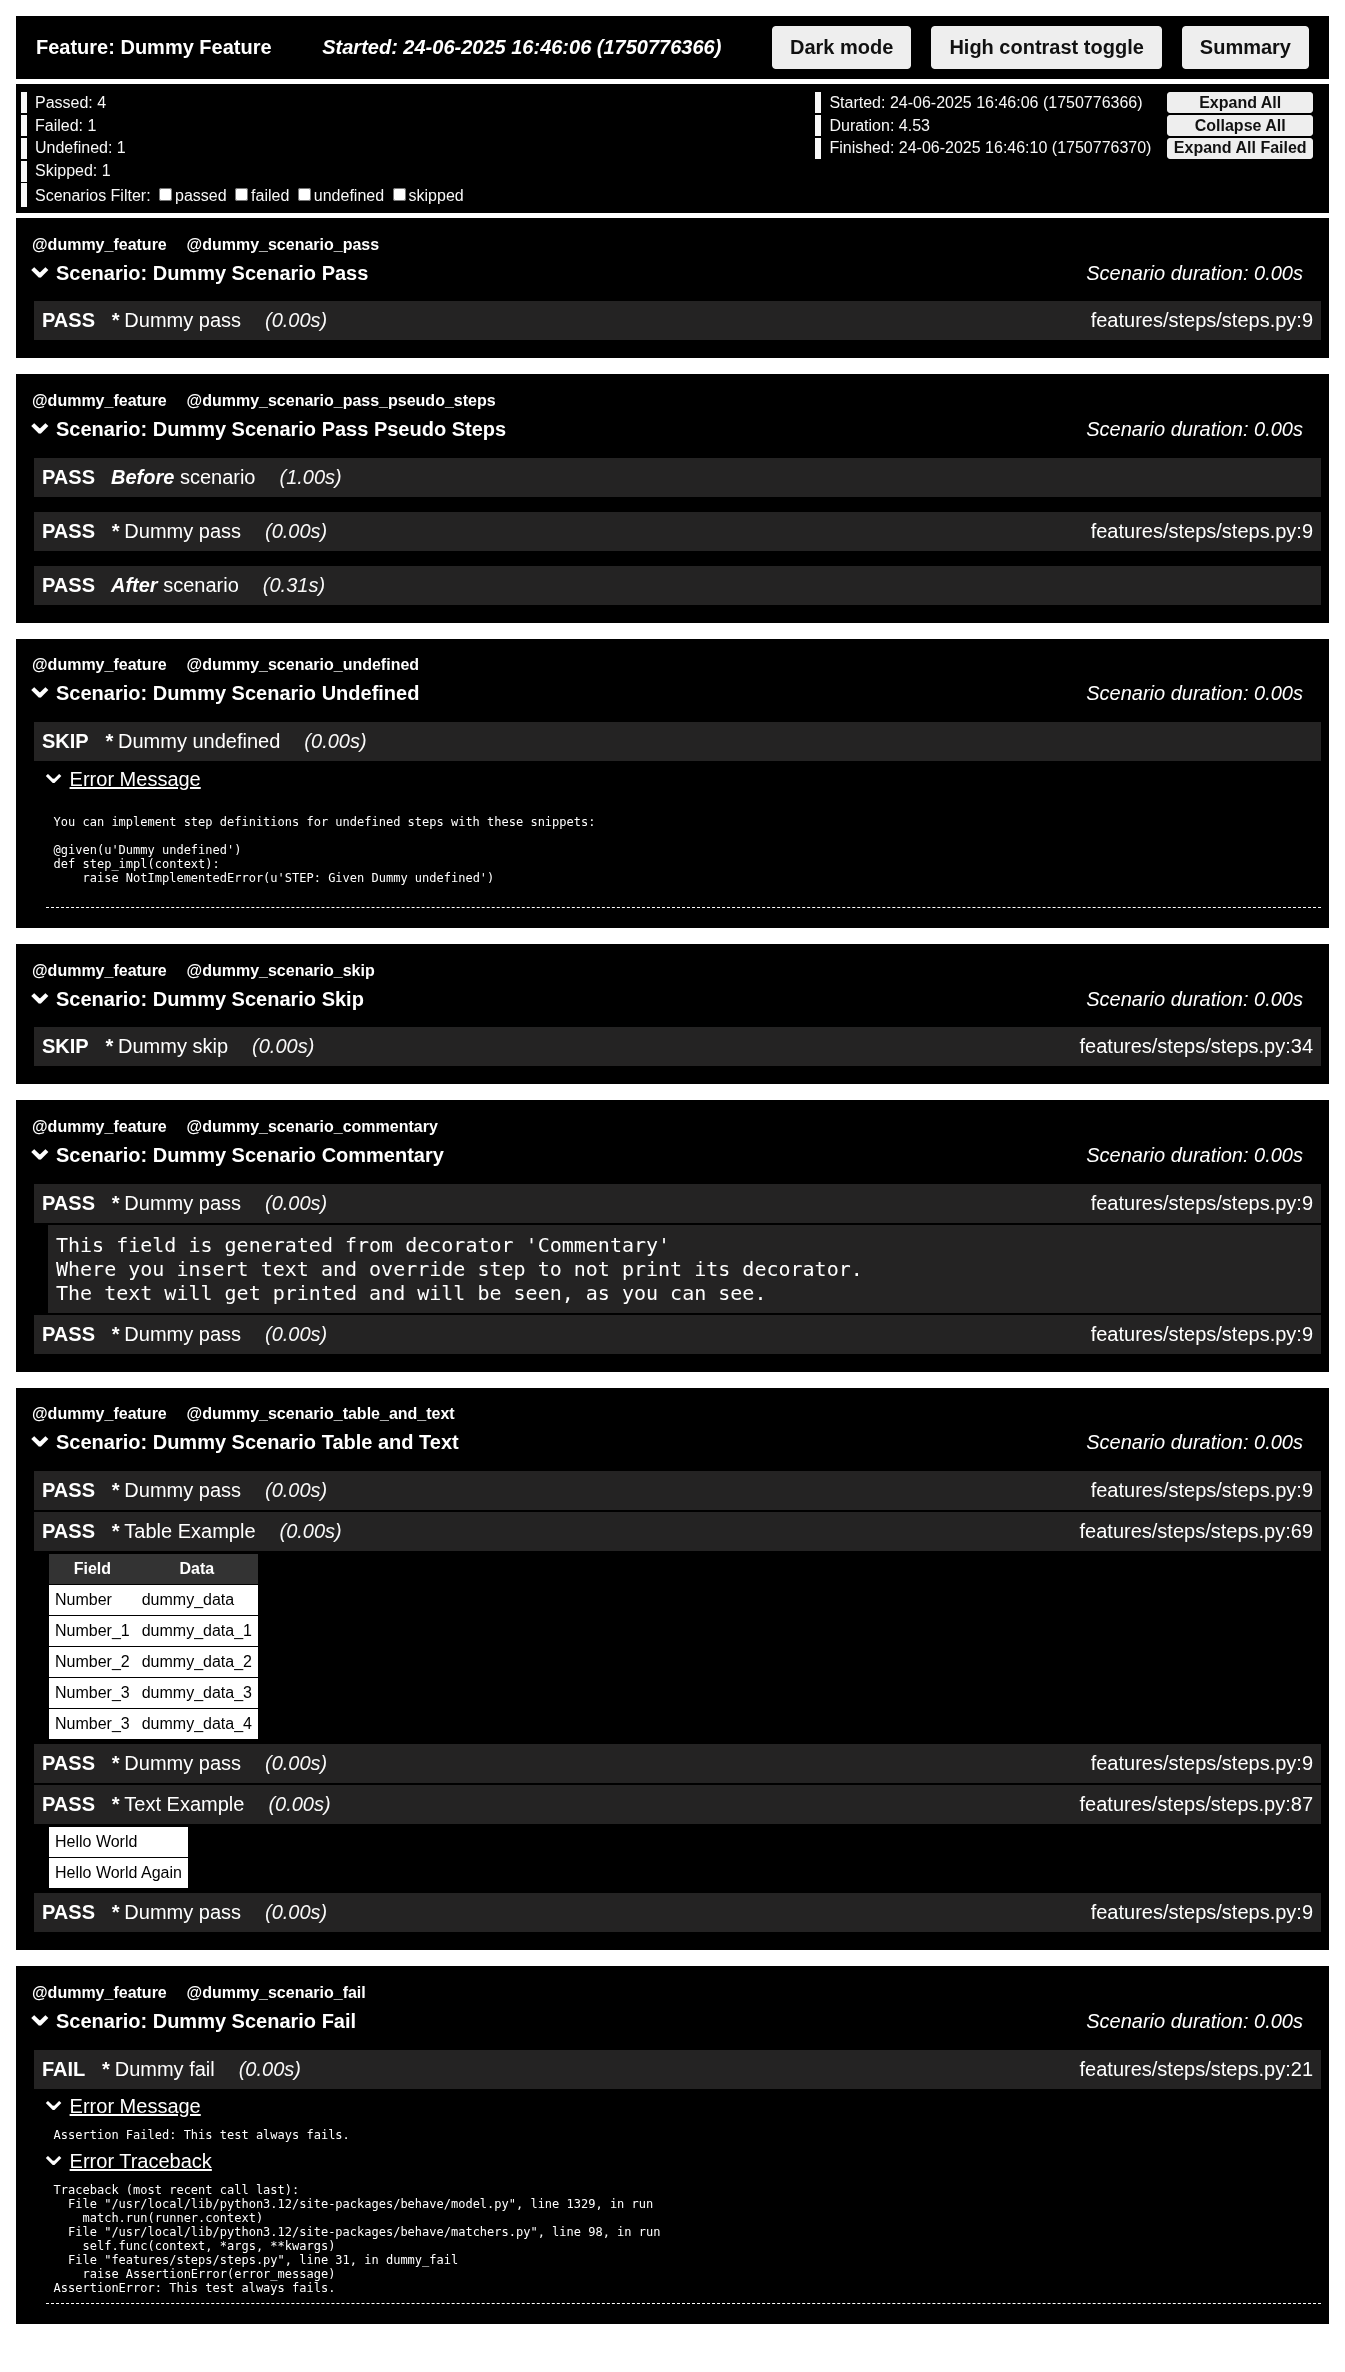 Feature: Dummy Feature Started: 24-06-2025 16:46:06 (1750776366) Dark mode High contrast toggle Summary
Passed: 4 Started: 24-06-2025 16:46:06 (1750776366) Expand All
Failed: 1 Duration: 4.53 Collapse All
Undefined: 1 Finished: 24-06-2025 16:46:10 (1750776370) Expand All Failed
Skipped: 1
Scenarios Filter: passed failed undefined skipped
@dummy_feature @dummy_scenario_pass
Scenario: Dummy Scenario Pass Scenario duration: 0.00s
PASS * Dummy pass (0.00s) features/steps/steps.py:9
@dummy_feature @dummy_scenario_pass_pseudo_steps
Scenario: Dummy Scenario Pass Pseudo Steps Scenario duration: 0.00s
PASS Before scenario (1.00s)
PASS * Dummy pass (0.00s) features/steps/steps.py:9
PASS After scenario (0.31s)
@dummy_feature @dummy_scenario_undefined
Scenario: Dummy Scenario Undefined Scenario duration: 0.00s
SKIP * Dummy undefined (0.00s)
Error Message
You can implement step definitions for undefined steps with these snippets:
@given(u'Dummy undefined')
def step_impl(context):
    raise NotImplementedError(u'STEP: Given Dummy undefined')
@dummy_feature @dummy_scenario_skip
Scenario: Dummy Scenario Skip Scenario duration: 0.00s
SKIP * Dummy skip (0.00s) features/steps/steps.py:34
@dummy_feature @dummy_scenario_commentary
Scenario: Dummy Scenario Commentary Scenario duration: 0.00s
PASS * Dummy pass (0.00s) features/steps/steps.py:9
This field is generated from decorator 'Commentary'
Where you insert text and override step to not print its decorator.
The text will get printed and will be seen, as you can see.
PASS * Dummy pass (0.00s) features/steps/steps.py:9
@dummy_feature @dummy_scenario_table_and_text
Scenario: Dummy Scenario Table and Text Scenario duration: 0.00s
PASS * Dummy pass (0.00s) features/steps/steps.py:9
PASS * Table Example (0.00s) features/steps/steps.py:69
Field Data
Number dummy_data
Number_1 dummy_data_1
Number_2 dummy_data_2
Number_3 dummy_data_3
Number_3 dummy_data_4
PASS * Dummy pass (0.00s) features/steps/steps.py:9
PASS * Text Example (0.00s) features/steps/steps.py:87
Hello World
Hello World Again
PASS * Dummy pass (0.00s) features/steps/steps.py:9
@dummy_feature @dummy_scenario_fail
Scenario: Dummy Scenario Fail Scenario duration: 0.00s
FAIL * Dummy fail (0.00s) features/steps/steps.py:21
Error Message
Assertion Failed: This test always fails.
Error Traceback
Traceback (most recent call last):
  File "/usr/local/lib/python3.12/site-packages/behave/model.py", line 1329, in run
    match.run(runner.context)
  File "/usr/local/lib/python3.12/site-packages/behave/matchers.py", line 98, in run
    self.func(context, *args, **kwargs)
  File "features/steps/steps.py", line 31, in dummy_fail
    raise AssertionError(error_message)
AssertionError: This test always fails.